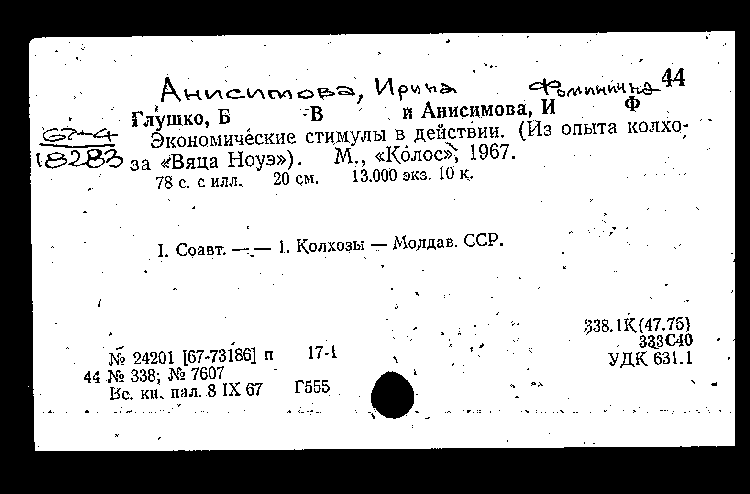 Анисимова, Ирина Фоминична 44
Глушко, Б В и Анисимова, И Ф
67-4 Экономические стимулы в действии. (Из опыта колхо-
18283 за «Вяца Ноуэ»). М., «Колос», 1967.
78 с. с илл. 20 см. 13.000 экз. 10 к.
I. Соавт. — — 1. Колхозы — Молдав. ССР.
338.1К(47.75)
333С40
№ 24201 [67-73186] п 17-1 УДК 631.1
44 № 338; № 7607
Вс. кн. пал. 8 IX 67 Г555